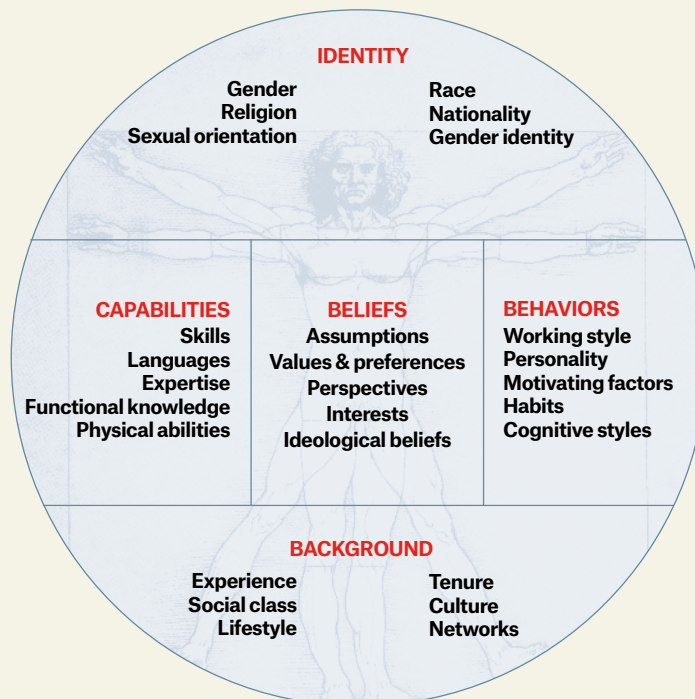 IDENTITY
Gender
Religion
Sexual orientation
Race
Nationality
Gender identity
CAPABILITIES
Skills
Languages
Expertise
Functional knowledge
Physical abilities
BELIEFS
Assumptions
Values & preferences
Perspectives
Interests
Ideological beliefs
BEHAVIORS
Working style
Personality
Motivating factors
Habits
Cognitive styles
BACKGROUND
Experience
Social class
Lifestyle
Tenure
Culture
Networks